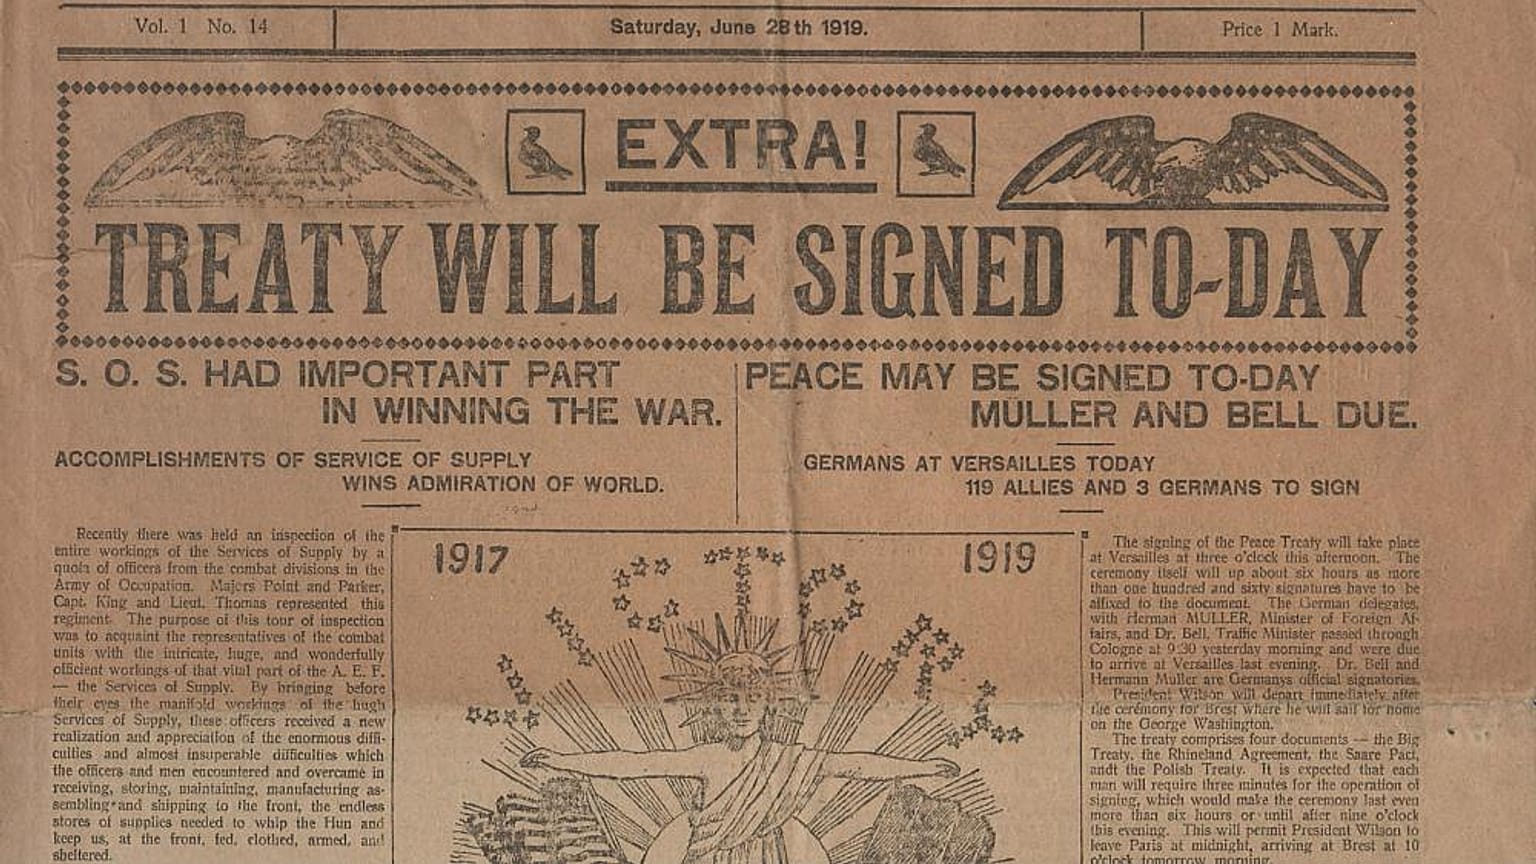 Vol. 1 No. 14
Saturday, June 28th 1919.
Price 1 Mark.
EXTRA!
TREATY WILL BE SIGNED TO-DAY
S. O. S. HAD IMPORTANT PART
IN WINNING THE WAR.
ACCOMPLISHMENTS OF SERVICE OF SUPPLY
WINS ADMIRATION OF WORLD.
Recently there was held an inspection of the
entire workings of the Services of Supply by a
quota of officers from the combat divisions in the
Army of Occupation. Majors Point and Parker,
Capt. King and Lieut. Thomas represented this
regiment. The purpose of this tour of inspection
was to acquaint the representatives of the combat
units with the intricate, huge, and wonderfully
officient workings of that vital part of the A. E. F.
— the Services of Supply. By bringing before
their eyes the manifold workings of the hugh
Services of Supply, these officers received a new
realization and appreciation of the enormous diffi-
culties and almost insuperable difficulties which
the officers and men encountered and overcame in
receiving, storing, maintaining, manufacturing as-
sembling and shipping to the front, the endless
stores of supplies needed to whip the Hun and
keep us, at the front, fed, clothed, armed, and
sheltered.
1917
1919
PEACE MAY BE SIGNED TO-DAY
MÜLLER AND BELL DUE.
GERMANS AT VERSAILLES TODAY
119 ALLIES AND 3 GERMANS TO SIGN
The signing of the Peace Treaty will take place
at Versailles at three o'clock this afternoon. The
ceremony itself will up about six hours as more
than one hundred and sixty signatures have to be
affixed to the document. The German delegates,
with Herman MULLER, Minister of Foreign Af-
fairs, and Dr. Bell, Traffic Minister passed through
Cologne at 9:30 yesterday morning and were due
to arrive at Versailles last evening. Dr. Bell and
Hermann Muller are Germanys official signatories.
President Wilson will depart immediately after
the ceremony for Brest where he will sail for home
on the George Washington.
The treaty comprises four documents — the Big
Treaty, the Rhineland Agreement, the Saare Pact,
andt the Polish Treaty. It is expected that each
man will require three minutes for the operation of
signing, which would make the ceremony last even
more than six hours or until after nine o'clock
this evening. This will permit President Wilson to
leave Paris at midnight, arriving at Brest at 10
o'clock tomorrow morning.